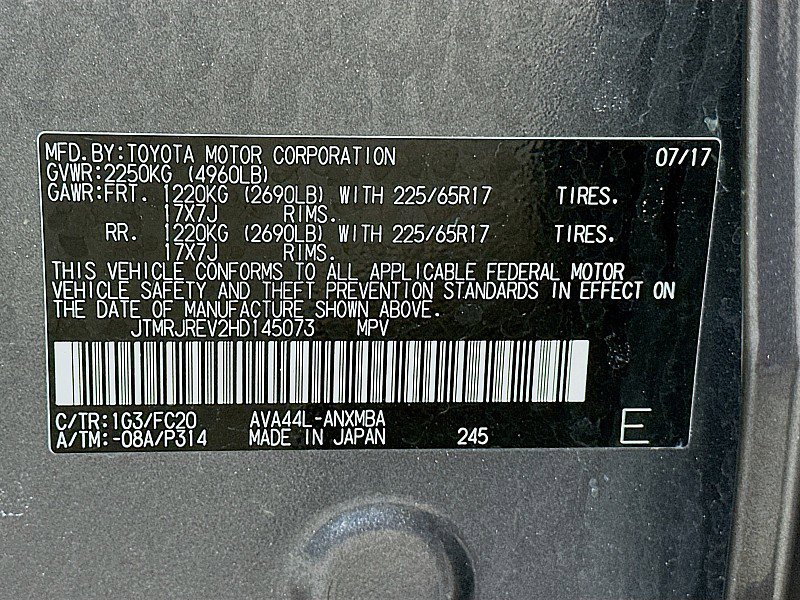 MFD. BY: TOYOTA MOTOR CORPORATION 07/17
GVWR: 2250KG (4960LB)
GAWR: FRT. 1220KG (2690LB) WITH 225/65R17 TIRES.
17X7J RIMS.
RR. 1220KG (2690LB) WITH 225/65R17 TIRES.
17X7J RIMS.
THIS VEHICLE CONFORMS TO ALL APPLICABLE FEDERAL MOTOR
VEHICLE SAFETY AND THEFT PREVENTION STANDARDS IN EFFECT ON
THE DATE OF MANUFACTURE SHOWN ABOVE.
JTMRJREV2HD145073 MPV
C/TR: 1G3/FC20 AVA44L-ANXMBA
A/TM: -08A/P314 MADE IN JAPAN 245 E